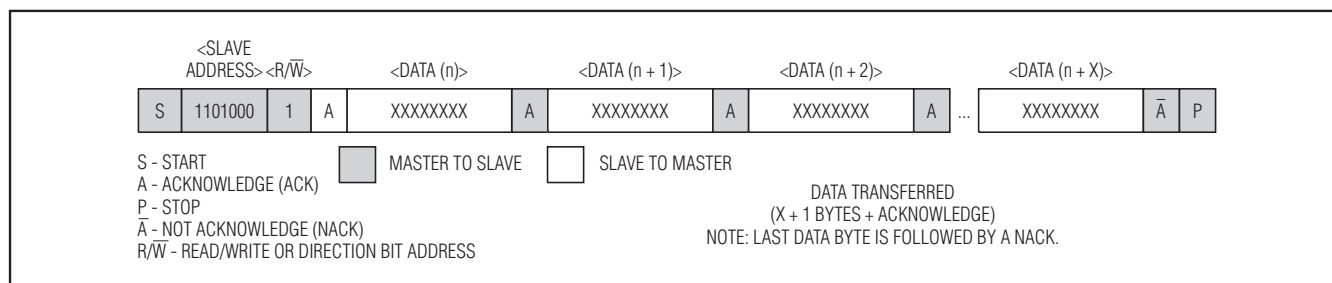 <SLAVE
ADDRESS> <R/W̅> <DATA (n)> <DATA (n + 1)> <DATA (n + 2)> <DATA (n + X)>
S 1101000 1 A XXXXXXXX A XXXXXXXX A XXXXXXXX A ... XXXXXXXX A̅ P
S - START
A - ACKNOWLEDGE (ACK)
P - STOP
A̅ - NOT ACKNOWLEDGE (NACK)
R/W̅ - READ/WRITE OR DIRECTION BIT ADDRESS
MASTER TO SLAVE
SLAVE TO MASTER
DATA TRANSFERRED
(X + 1 BYTES + ACKNOWLEDGE)
NOTE: LAST DATA BYTE IS FOLLOWED BY A NACK.